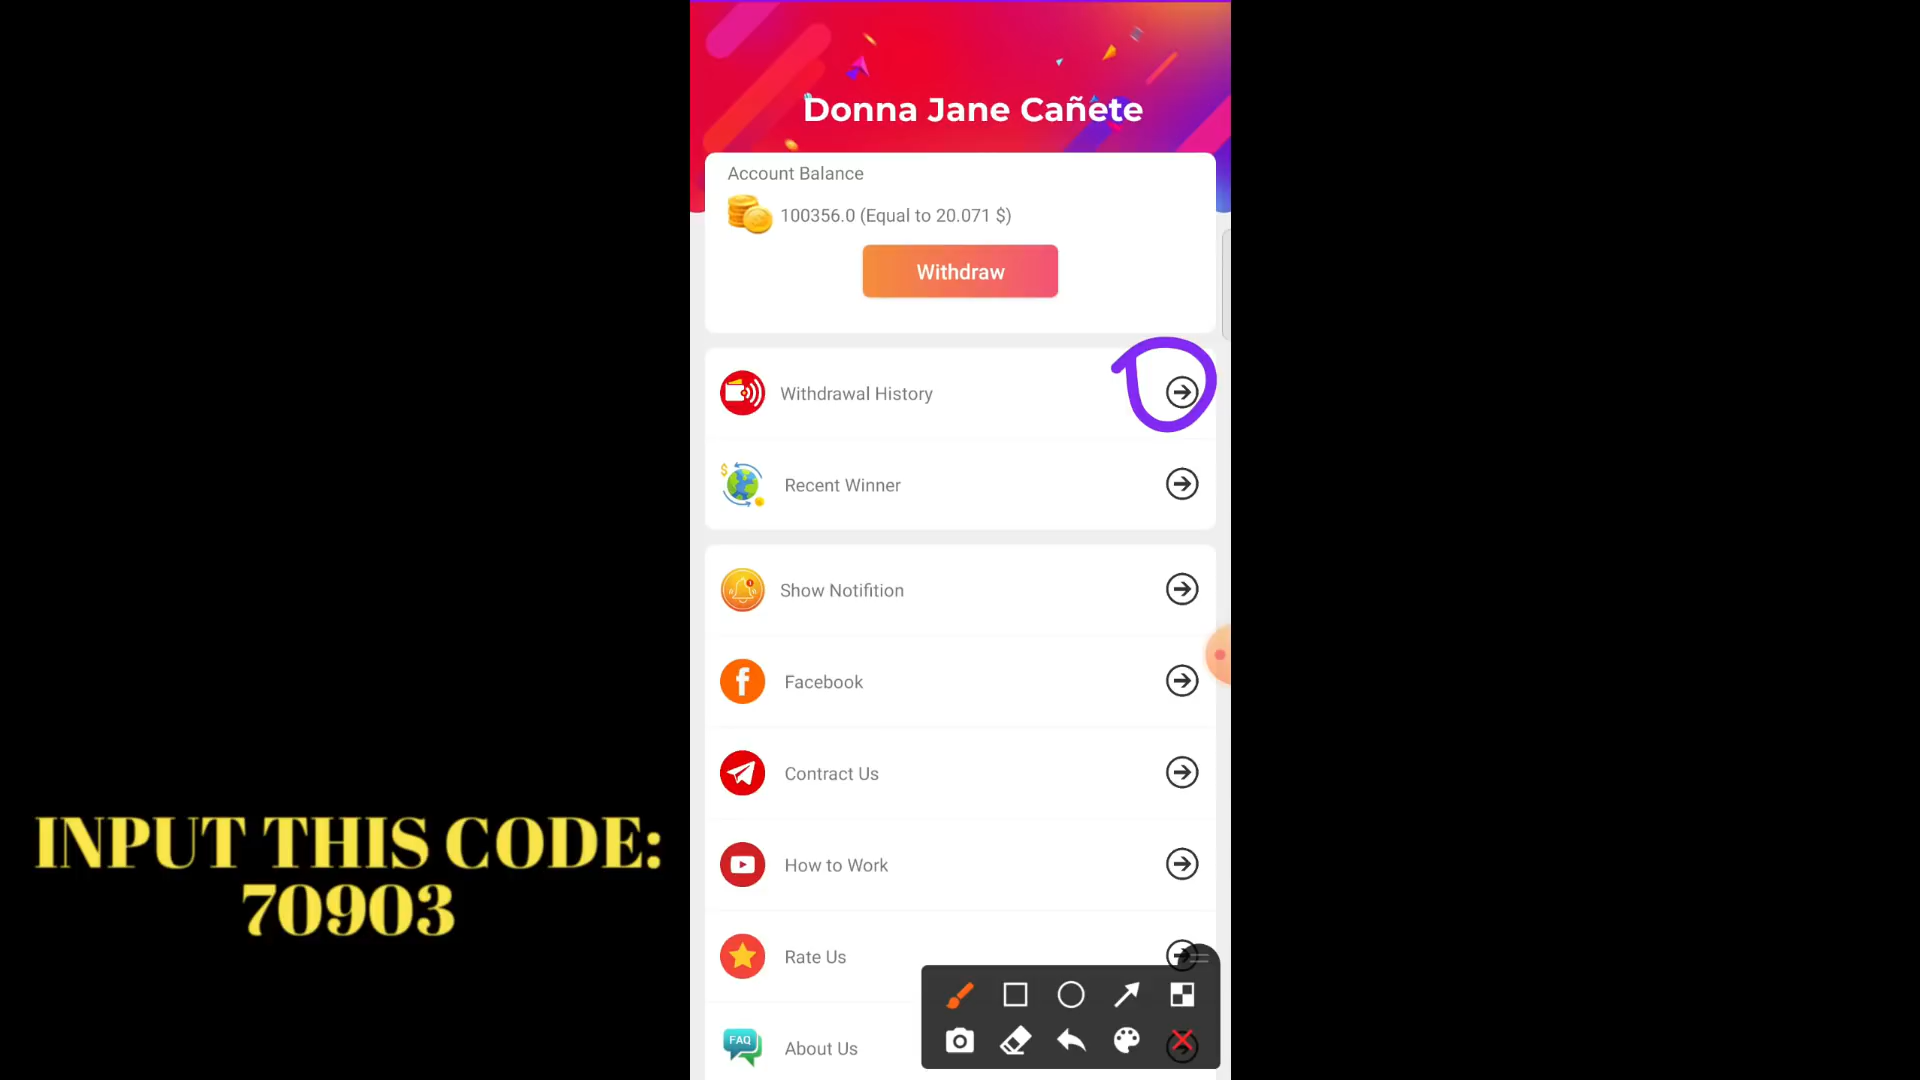 Donna Jane Cañete
Account Balance
100356.0 (Equal to 20.071 $)
Withdraw
Withdrawal History
$
Recent Winner
Show Notifition
f
Facebook
Contract Us
How to Work
Rate Us
FAQ
About Us
INPUT THIS CODE:
70903